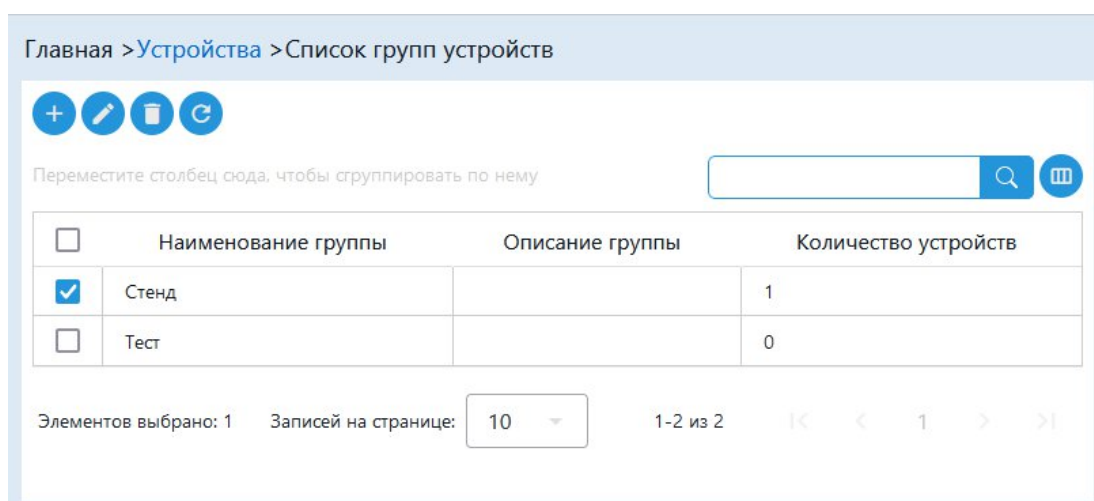 Главная >Устройства >Список групп устройств
Переместите столбец сюда, чтобы сгруппировать по нему
Наименование группы Описание группы Количество устройств
Стенд 1
Тест 0
Элементов выбрано: 1 Записей на странице: 10 1-2 из 2 1